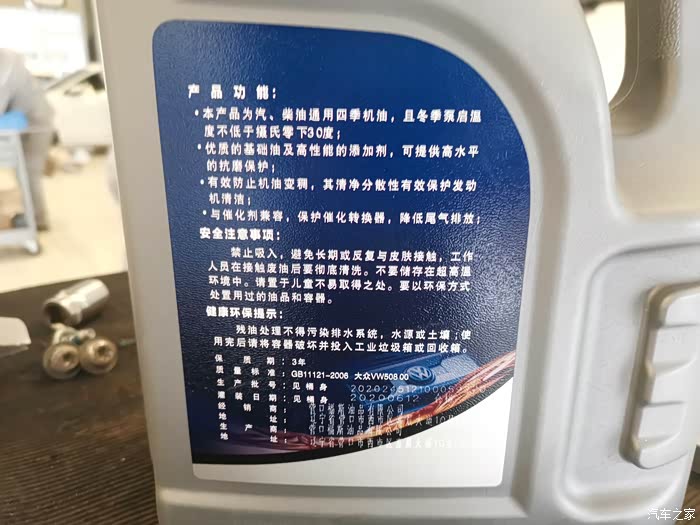 产品功能：
·本产品为汽、柴油通用四季机油，且冬季泵启温
度不低于摄氏零下30度；
·优质的基础油及高性能的添加剂，可提供高水平
的抗磨保护；
·有效防止机油变稠，其清净分散性有效保护发动
机清洁；
·与催化剂兼容，保护催化转换器，降低尾气排放；
安全注意事项：
禁止吸入，避免长期或反复与皮肤接触，工作
人员在接触废油后要彻底清洗。不要储存在超高温
环境中。请置于儿童不易取得之处。要以环保方式
处置用过的油品和容器。
健康环保提示：
残油处理不得污染排水系统，水源或土壤；使
用完后请将容器破坏并投入工业垃圾箱或回收箱。
保质期：3年
质量标准：GB11121-2006 大众VW508 00
生产批号：见桶身
灌装日期：见桶身 20200612
经销商：
地址：
生产商：
地址：
汽车之家